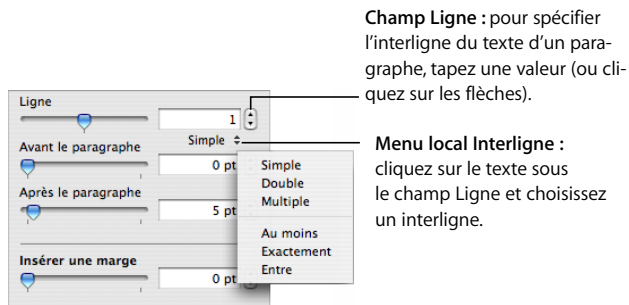 Champ Ligne : pour spécifier
l’interligne du texte d’un para-
graphe, tapez une valeur (ou cli-
quez sur les flèches).
Ligne
1
Simple
Avant le paragraphe
0 pt
Après le paragraphe
5 pt
Insérer une marge
0 pt
Simple
Double
Multiple
Au moins
Exactement
Entre
Menu local Interligne :
cliquez sur le texte sous
le champ Ligne et choisissez
un interligne.